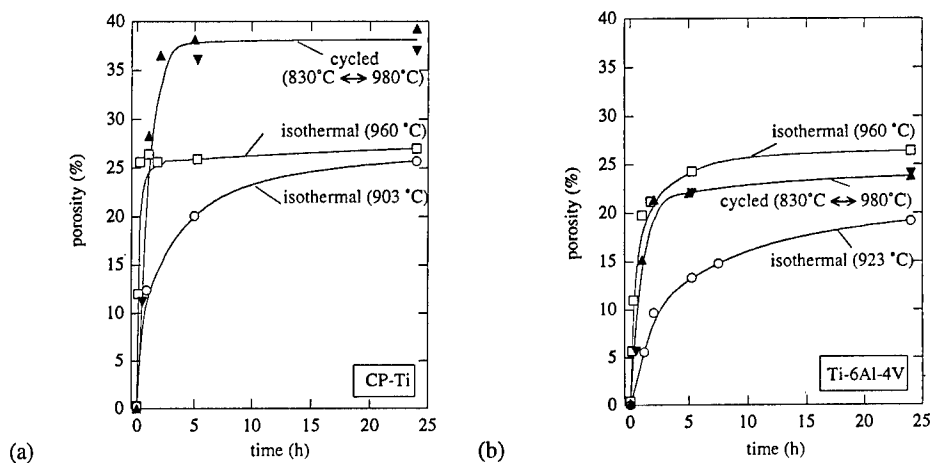 40
35
30
25
20
15
10
5
0
porosity (%)
cycled
(830°C ↔ 980°C)
isothermal (960 °C)
isothermal (903 °C)
CP-Ti
0 5 10 15 20 25
time (h)
(a)
40
35
30
25
20
15
10
5
0
porosity (%)
isothermal (960 °C)
cycled (830°C ↔ 980°C)
isothermal (923 °C)
Ti-6Al-4V
0 5 10 15 20 25
time (h)
(b)